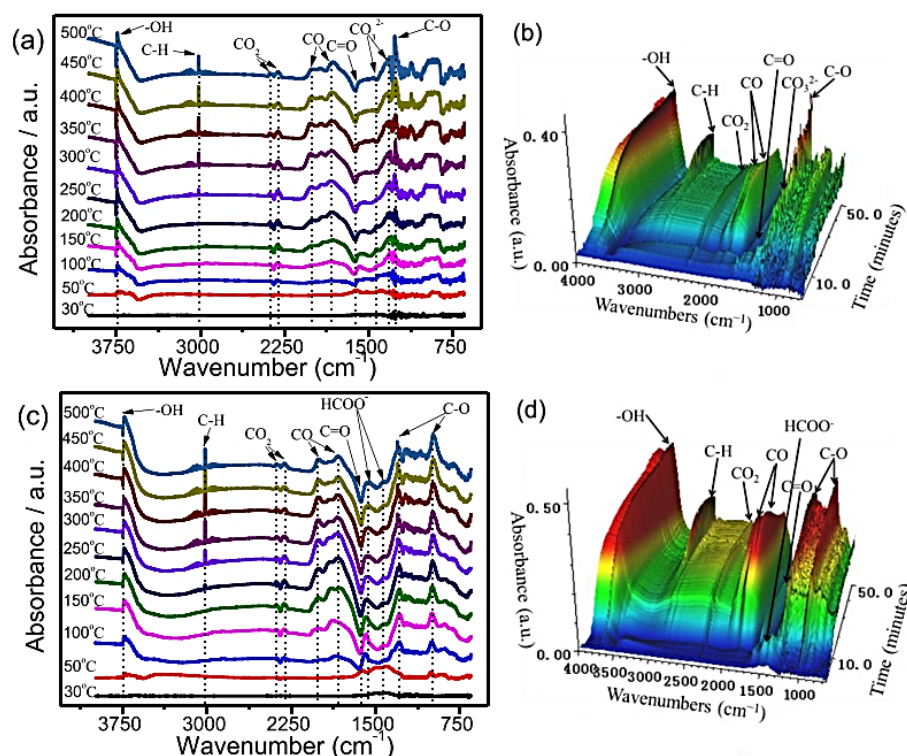 (a)
500°C
450°C
400°C
350°C
300°C
250°C
200°C
150°C
100°C
50°C
30°C
-OH
C-H
CO2
CO
C=O
CO3 2-
C-O
Absorbance / a.u.
3750 3000 2250 1500 750
Wavenumber (cm-1)
(b)
-OH
C-H
CO2
CO
C=O
CO3 2-
C-O
Absorbance (a.u.)
0.40
0.00
4000 3000 2000 1000
Wavenumbers (cm−1)
50. 0
10. 0
Time (minutes)
(c)
500°C
450°C
400°C
350°C
300°C
250°C
200°C
150°C
100°C
50°C
30°C
-OH
C-H
CO2
CO
C=O
HCOO-
C-O
Absorbance / a.u.
3750 3000 2250 1500 750
Wavenumber (cm-1)
(d)
-OH
C-H
CO2
CO
C=O
HCOO-
C-O
Absorbance (a.u.)
0.50
0.00
4000 3500 3000 2500 2000 1500 1000
Wavenumbers (cm−1)
50. 0
10. 0
Time (minutes)